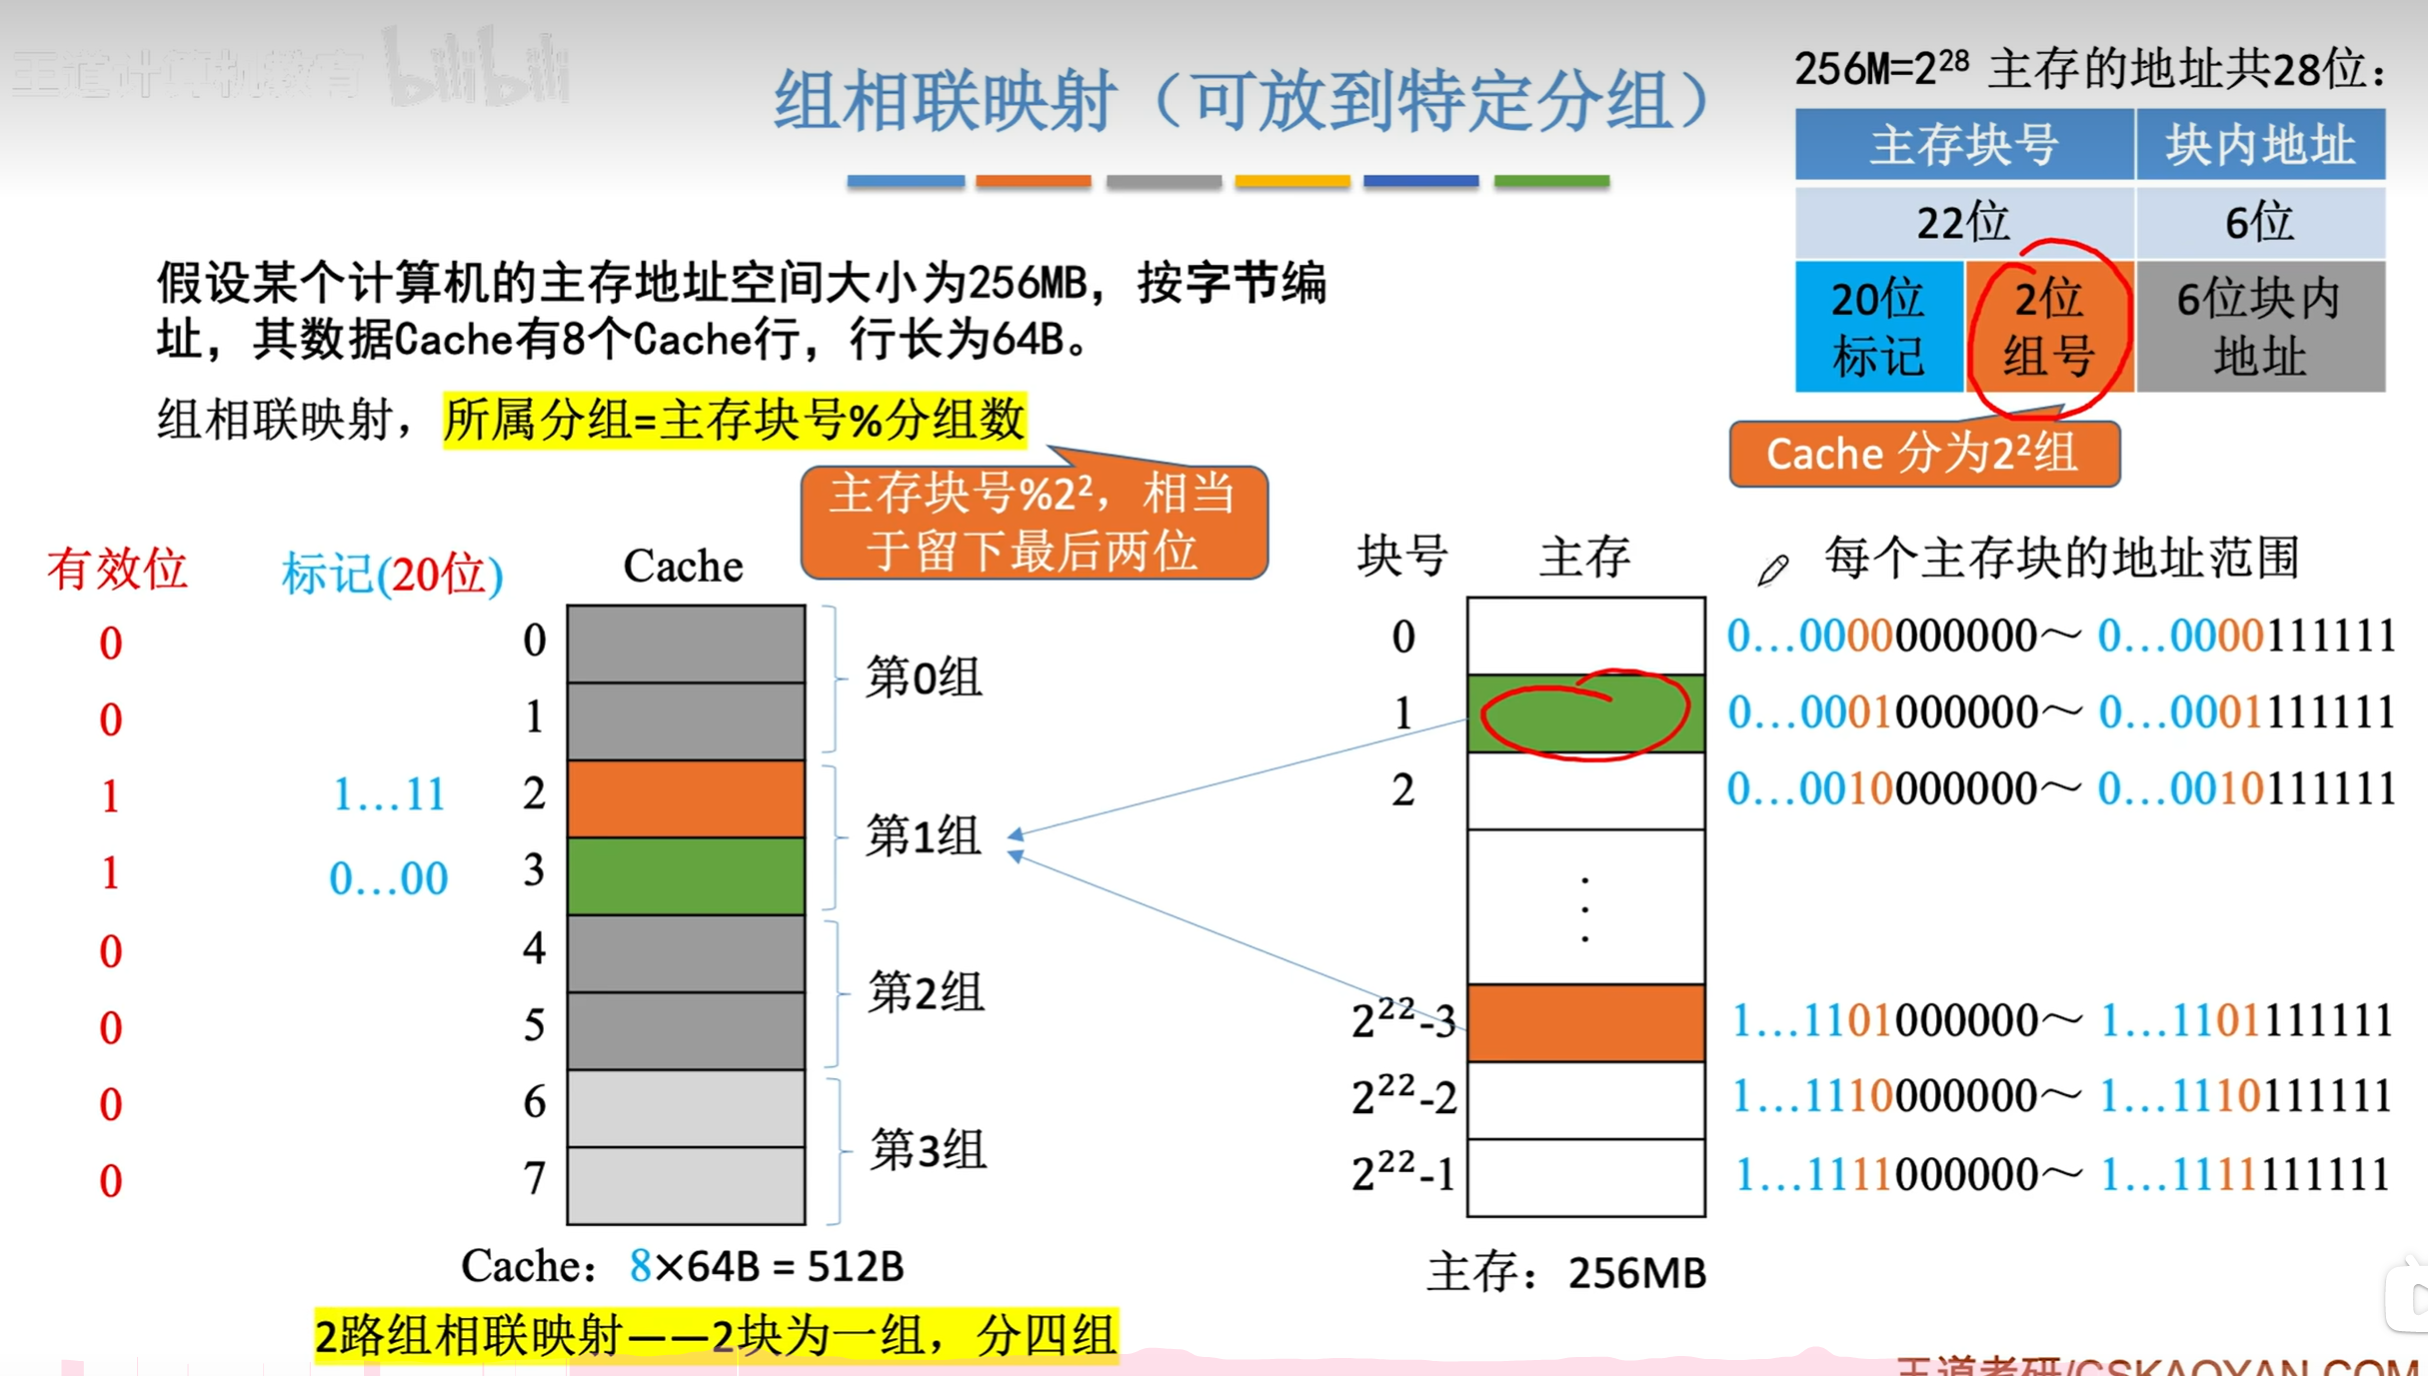 王道计算机教育 bilibili
组相联映射（可放到特定分组）
256M=2²⁸ 主存的地址共28位：
主存块号 块内地址
22位 6位
20位标记 2位组号 6位块内地址
Cache 分为2²组
假设某个计算机的主存地址空间大小为256MB，按字节编
址，其数据Cache有8个Cache行，行长为64B。
组相联映射，所属分组=主存块号%分组数
主存块号%2²，相当
于留下最后两位
有效位 标记(20位) Cache
0 0
0 1
第0组
1 1…11 2
1 0…00 3
第1组
0 4
0 5
第2组
0 6
0 7
第3组
Cache：8×64B = 512B
2路组相联映射——2块为一组，分四组
块号 主存 每个主存块的地址范围
0 0…0000000000～ 0…0000111111
1 0…0001000000～ 0…0001111111
2 0…0010000000～ 0…0010111111
2²²-3 1…1101000000～ 1…1101111111
2²²-2 1…1110000000～ 1…1110111111
2²²-1 1…1111000000～ 1…1111111111
主存：256MB
王道考研/CSKAOYAN.COM